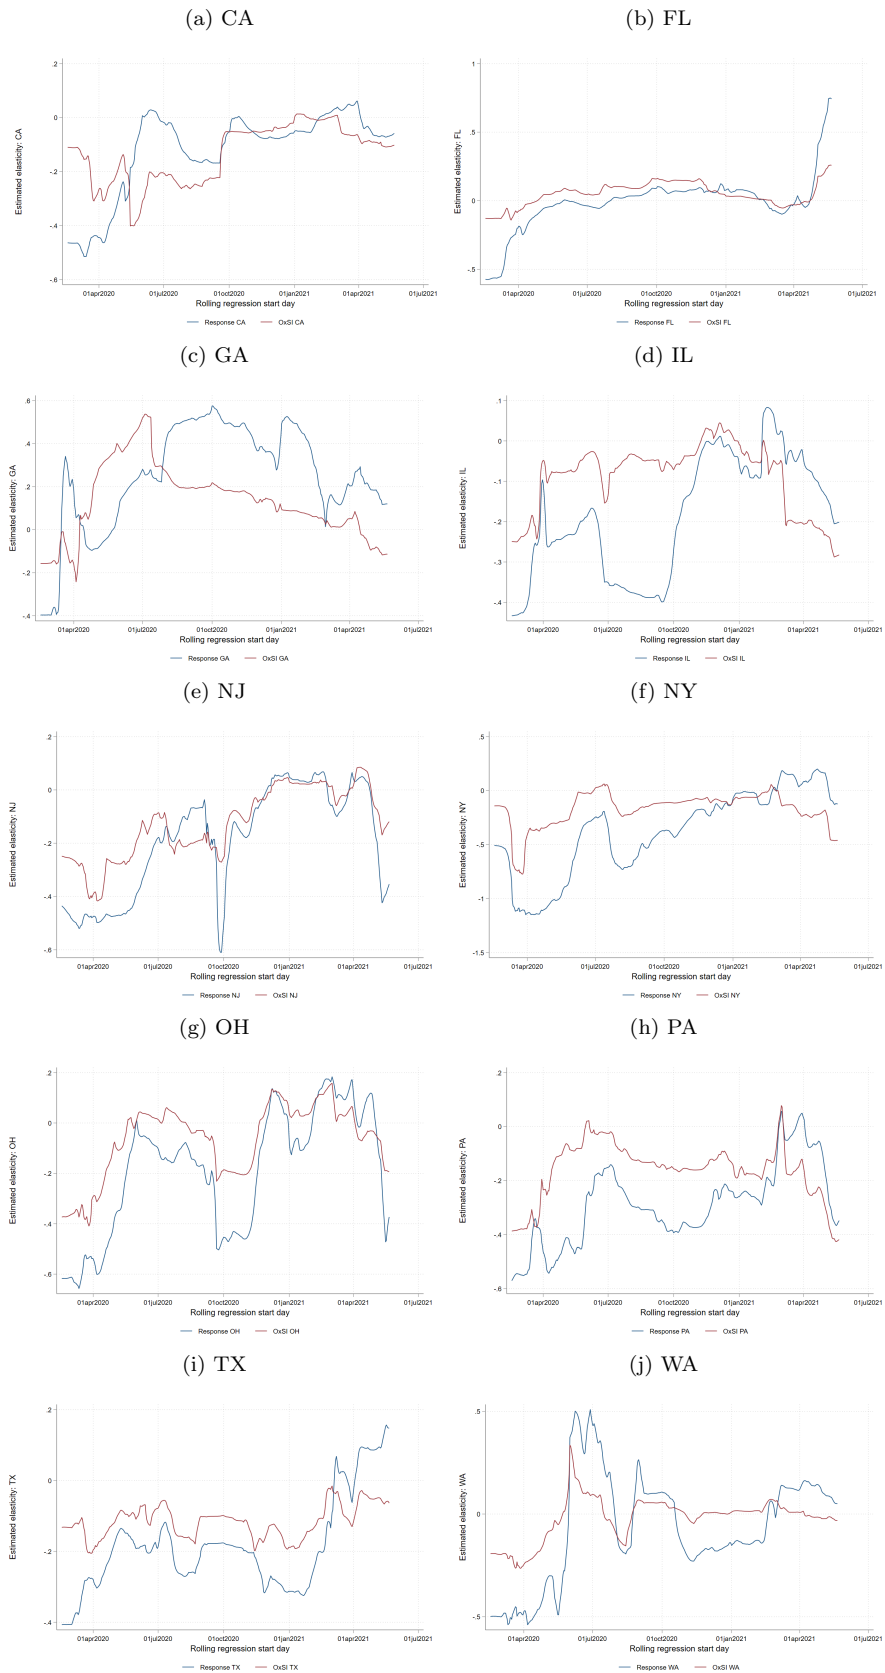 (a) CA
(b) FL
Estimated elasticity: CA
.2
0
-.2
-.4
-.6
01apr2020 01jul2020 01oct2020 01jan2021 01apr2021 01jul2021
Rolling regression start day
Response CA OxSI CA
Estimated elasticity: FL
1
.5
0
-.5
01apr2020 01jul2020 01oct2020 01jan2021 01apr2021 01jul2021
Rolling regression start day
Response FL OxSI FL
(c) GA
(d) IL
Estimated elasticity: GA
.6
.4
.2
0
-.2
-.4
01apr2020 01jul2020 01oct2020 01jan2021 01apr2021 01jul2021
Rolling regression start day
Response GA OxSI GA
Estimated elasticity: IL
.1
0
-.1
-.2
-.3
-.4
01apr2020 01jul2020 01oct2020 01jan2021 01apr2021 01jul2021
Rolling regression start day
Response IL OxSI IL
(e) NJ
(f) NY
Estimated elasticity: NJ
.2
0
-.2
-.4
-.6
01apr2020 01jul2020 01oct2020 01jan2021 01apr2021 01jul2021
Rolling regression start day
Response NJ OxSI NJ
Estimated elasticity: NY
.5
0
-.5
-1
-1.5
01apr2020 01jul2020 01oct2020 01jan2021 01apr2021 01jul2021
Rolling regression start day
Response NY OxSI NY
(g) OH
(h) PA
Estimated elasticity: OH
.2
0
-.2
-.4
-.6
01apr2020 01jul2020 01oct2020 01jan2021 01apr2021 01jul2021
Rolling regression start day
Response OH OxSI OH
Estimated elasticity: PA
.2
0
-.2
-.4
-.6
01apr2020 01jul2020 01oct2020 01jan2021 01apr2021 01jul2021
Rolling regression start day
Response PA OxSI PA
(i) TX
(j) WA
Estimated elasticity: TX
.2
0
-.2
-.4
01apr2020 01jul2020 01oct2020 01jan2021 01apr2021 01jul2021
Rolling regression start day
Response TX OxSI TX
Estimated elasticity: WA
.5
0
-.5
01apr2020 01jul2020 01oct2020 01jan2021 01apr2021 01jul2021
Rolling regression start day
Response WA OxSI WA